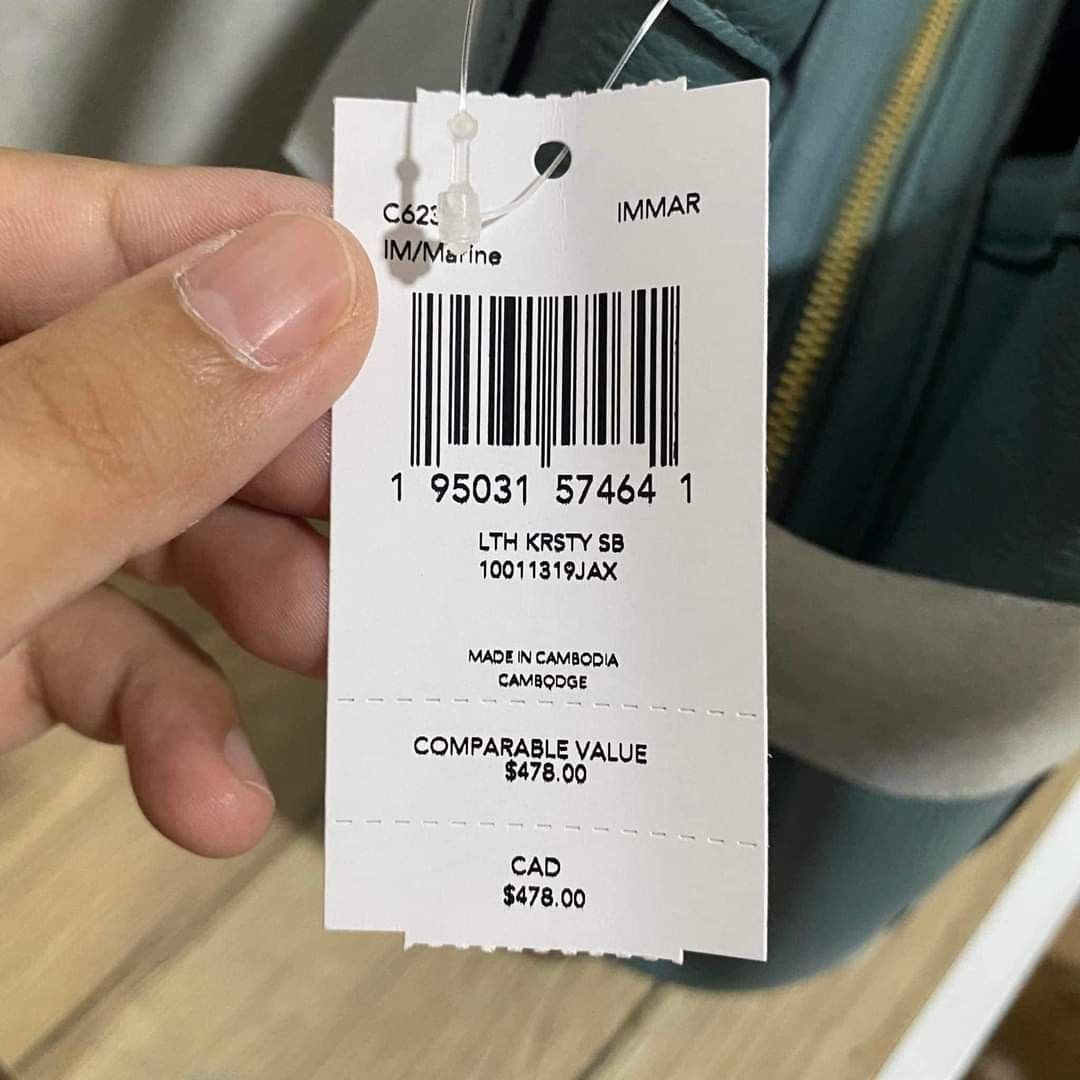 IMMAR
IM/Marine
1 95031 57464 1
LTH KRSTY SB
10011319JAX
MADE IN CAMBODIA
CAMBODGE
COMPARABLE VALUE
$478.00
CAD
$478.00